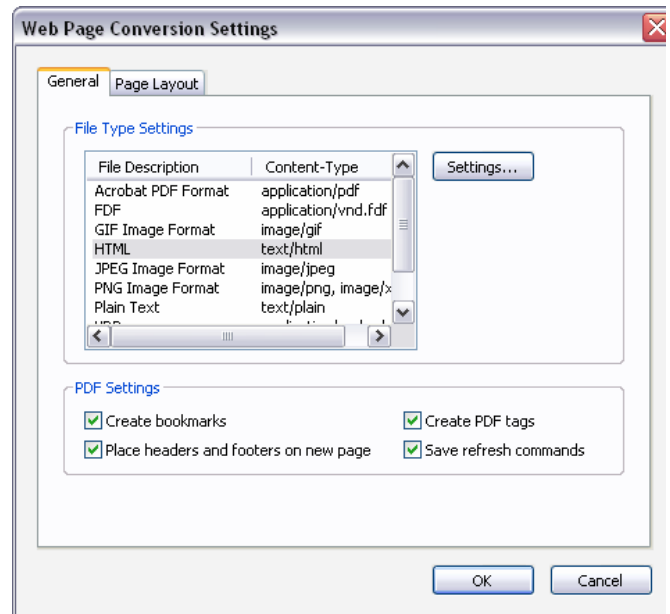 Web Page Conversion Settings
General Page Layout
File Type Settings
File Description Content-Type Settings...
Acrobat PDF Format application/pdf
FDF application/vnd.fdf
GIF Image Format image/gif
HTML text/html
JPEG Image Format image/jpeg
PNG Image Format image/png, image/x
Plain Text text/plain
PDF Settings
Create bookmarks Create PDF tags
Place headers and footers on new page Save refresh commands
OK Cancel